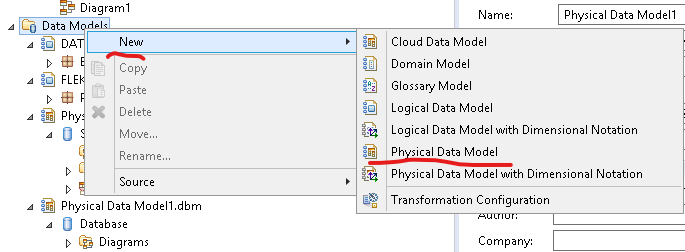 Diagram1
Data Models
New
Copy
Paste
Delete
Move...
Rename...
Source
Cloud Data Model
Domain Model
Glossary Model
Logical Data Model
Logical Data Model with Dimensional Notation
Physical Data Model
Physical Data Model with Dimensional Notation
Transformation Configuration
DAT
FLEK
Phys
S
Physical Data Model1.dbm
Database
Diagrams
Name:
Physical Data Model1
Author:
Company: